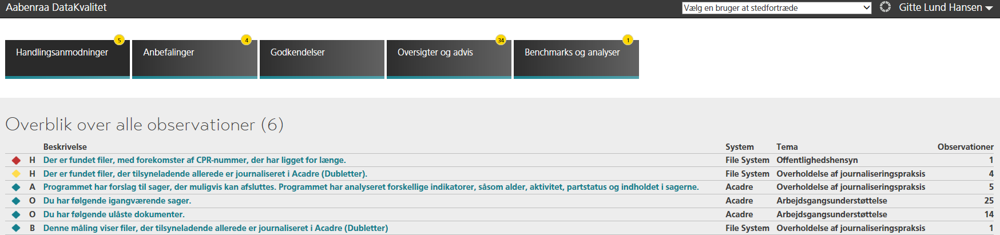 Aabenraa DataKvalitet Vælg en bruger at stedfortræde Gitte Lund Hansen
5 4 34 1
Handlingsanmodninger Anbefalinger Godkendelser Oversigter og advis Benchmarks og analyser
Overblik over alle observationer (6)
Beskrivelse System Tema Observationer
H Der er fundet filer, med forekomster af CPR-nummer, der har ligget for længe. File System Offentlighedshensyn 1
H Der er fundet filer, der tilsyneladende allerede er journaliseret i Acadre (Dubletter). File System Overholdelse af journaliseringspraksis 4
A Programmet har forslag til sager, der muligvis kan afsluttes. Programmet har analyseret forskellige indikatorer, såsom alder, aktivitet, partstatus og indholdet i sagerne. Acadre Overholdelse af journaliseringspraksis 5
O Du har følgende igangværende sager. Acadre Arbejdsgangsunderstøttelse 25
O Du har følgende ulåste dokumenter. Acadre Arbejdsgangsunderstøttelse 14
B Denne måling viser filer, der tilsyneladende allerede er journaliseret i Acadre (Dubletter) File System Overholdelse af journaliseringspraksis 1